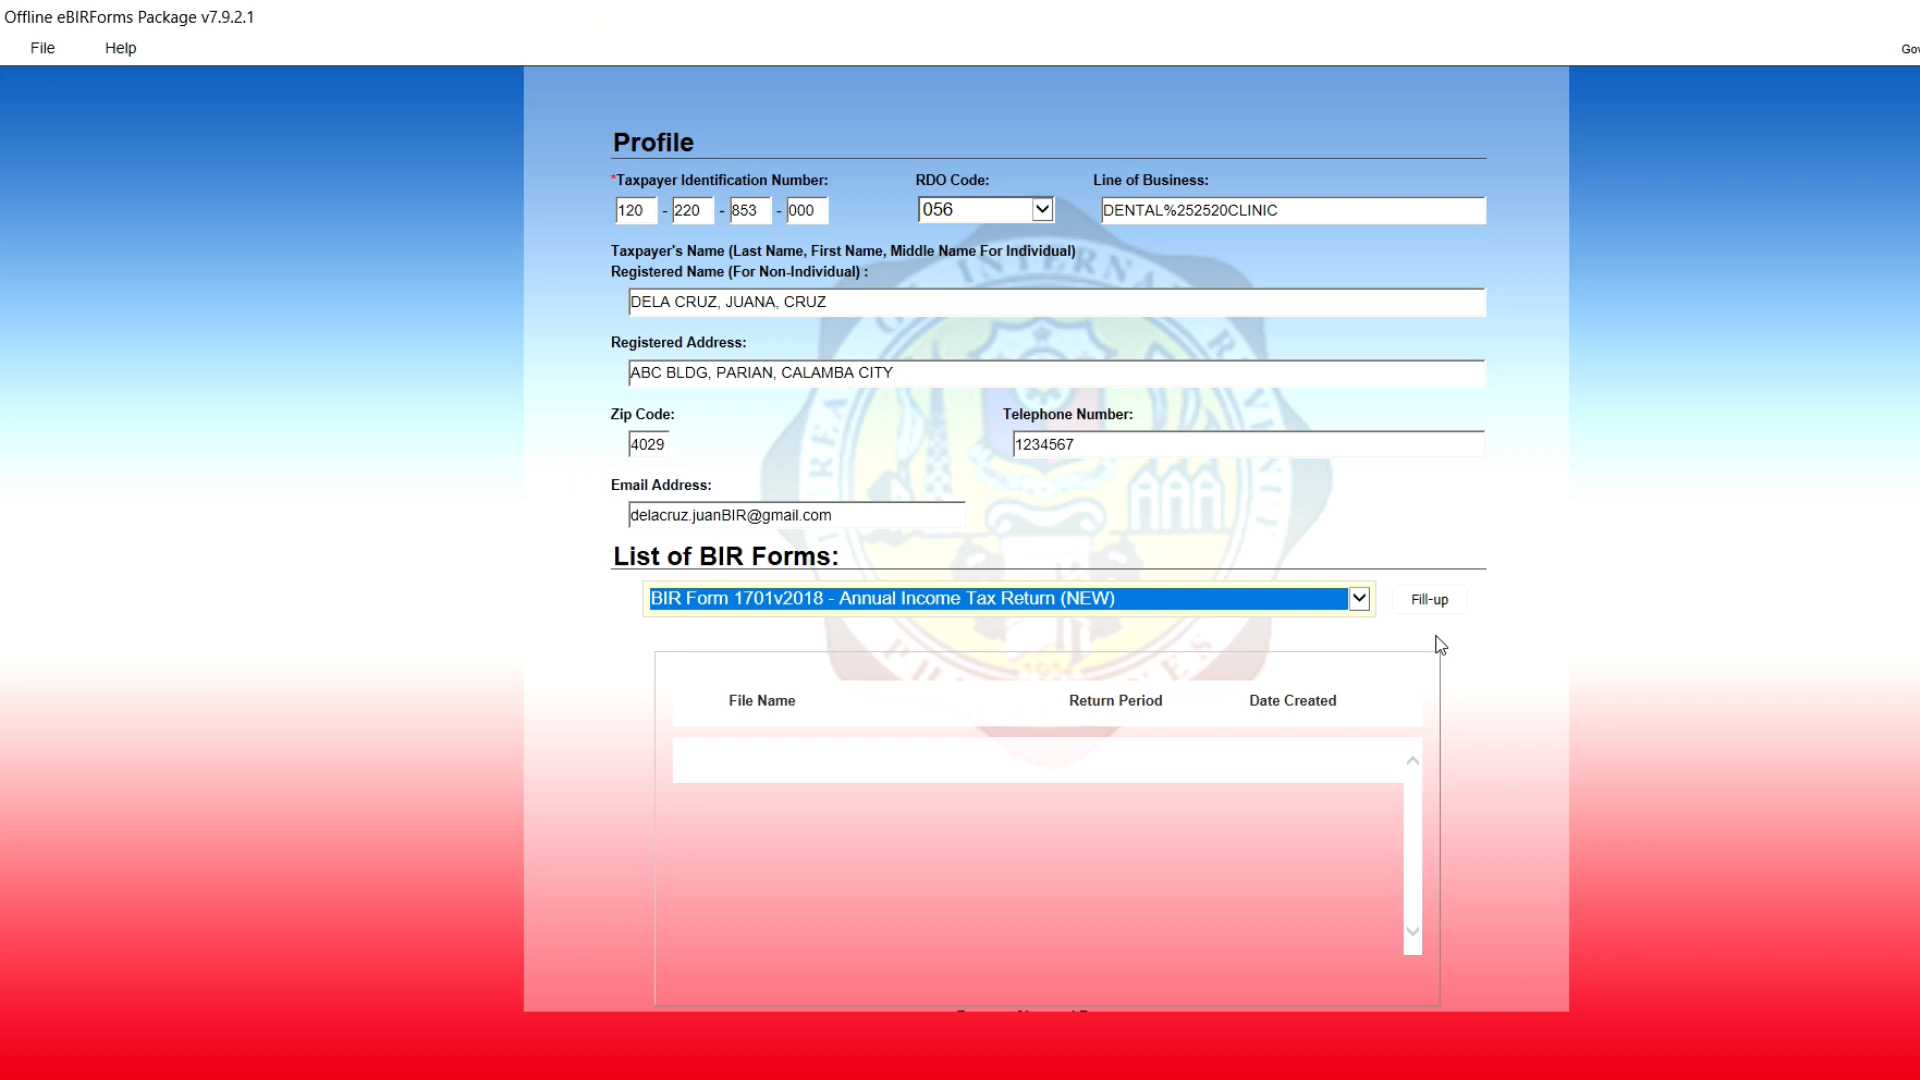 Offline eBIRForms Package v7.9.2.1
File Help
Gov
Profile
*Taxpayer Identification Number: RDO Code: Line of Business:
120 - 220 - 853 - 000 056 DENTAL%252520CLINIC
Taxpayer's Name (Last Name, First Name, Middle Name For Individual)
Registered Name (For Non-Individual) :
DELA CRUZ, JUANA, CRUZ
Registered Address:
ABC BLDG, PARIAN, CALAMBA CITY
Zip Code: Telephone Number:
4029 1234567
Email Address:
delacruz.juanBIR@gmail.com
List of BIR Forms:
BIR Form 1701v2018 - Annual Income Tax Return (NEW) Fill-up
File Name Return Period Date Created